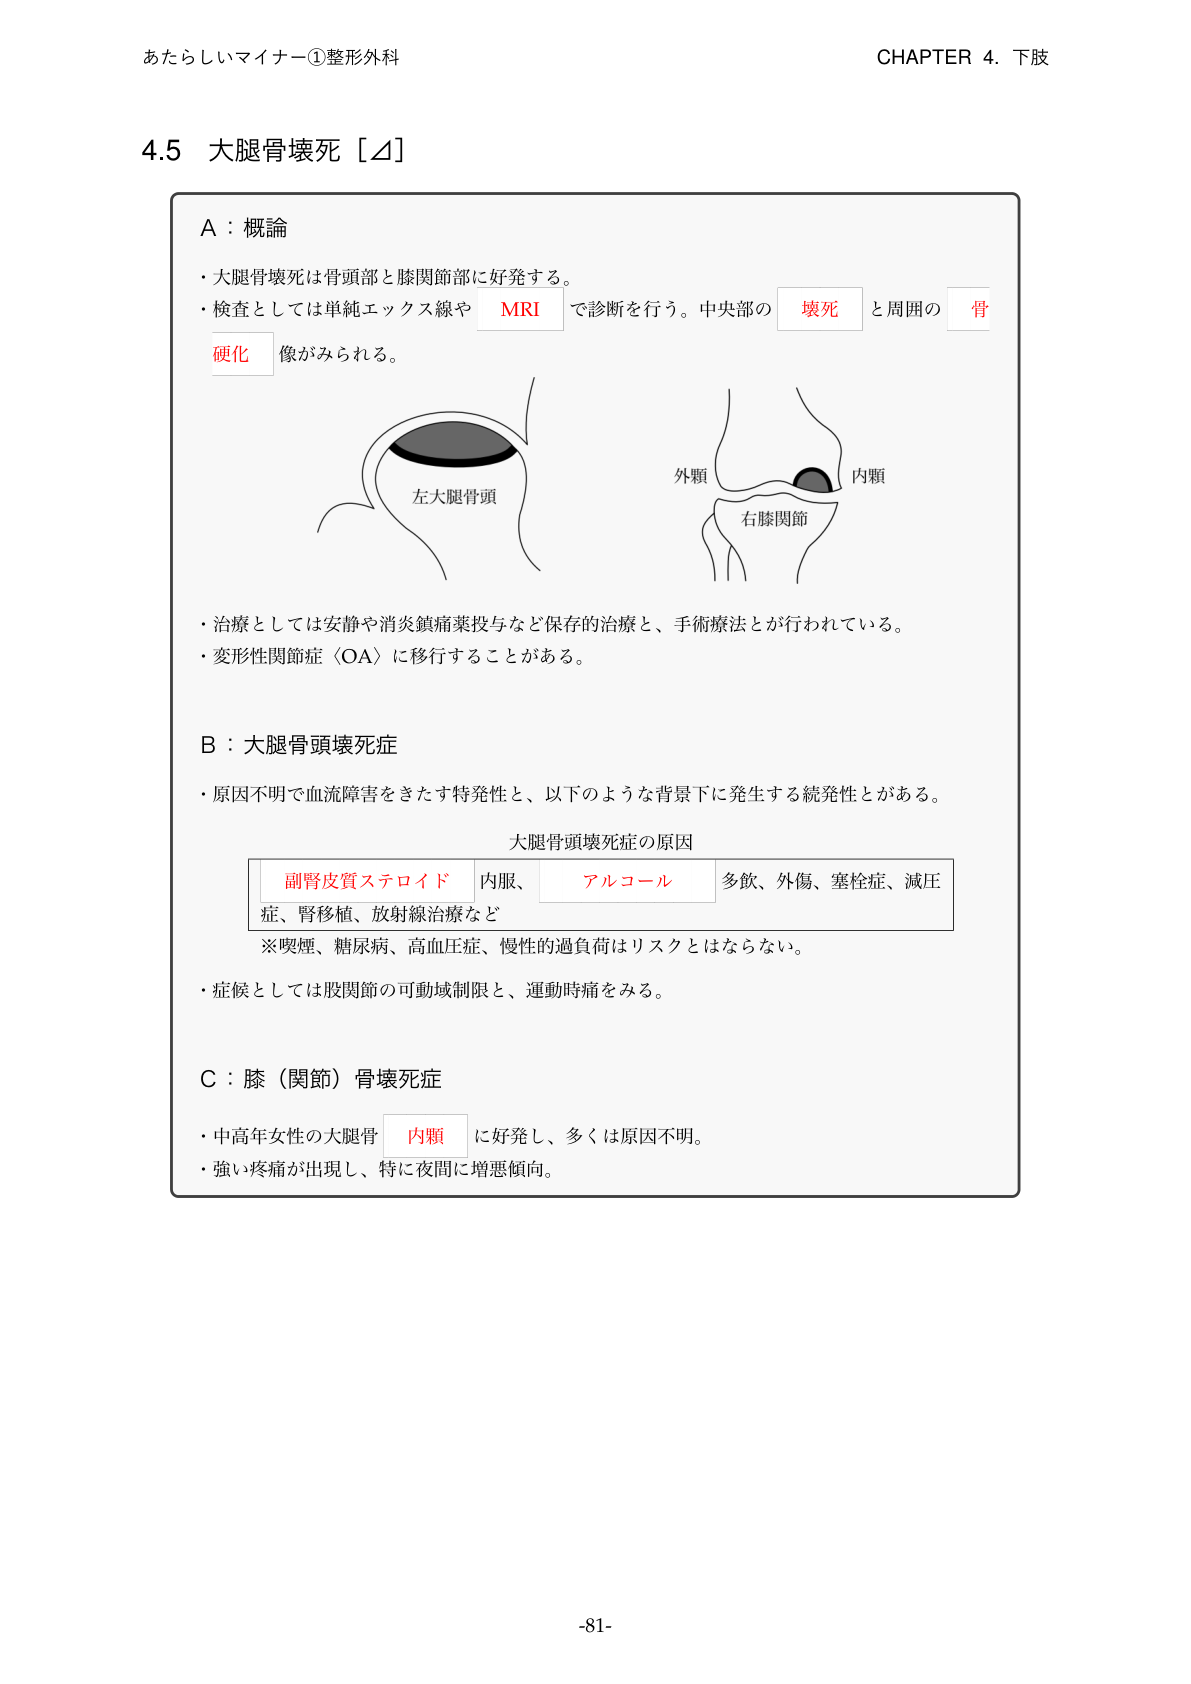 あたらしいマイナー①整形外科
CHAPTER 4. 下肢
4.5 大腿骨壊死［⊿］
A：概論
・大腿骨壊死は骨頭部と膝関節部に好発する。
・検査としては単純エックス線や MRI で診断を行う。中央部の 壊死 と周囲の 骨
硬化 像がみられる。
左大腿骨頭
外顆
内顆
右膝関節
・治療としては安静や消炎鎮痛薬投与など保存的治療と、手術療法とが行われている。
・変形性関節症〈OA〉に移行することがある。
B：大腿骨頭壊死症
・原因不明で血流障害をきたす特発性と、以下のような背景下に発生する続発性とがある。
大腿骨頭壊死症の原因
副腎皮質ステロイド 内服、 アルコール 多飲、外傷、塞栓症、減圧
症、腎移植、放射線治療など
※喫煙、糖尿病、高血圧症、慢性的過負荷はリスクとはならない。
・症候としては股関節の可動域制限と、運動時痛をみる。
C：膝（関節）骨壊死症
・中高年女性の大腿骨 内顆 に好発し、多くは原因不明。
・強い疼痛が出現し、特に夜間に増悪傾向。
-81-